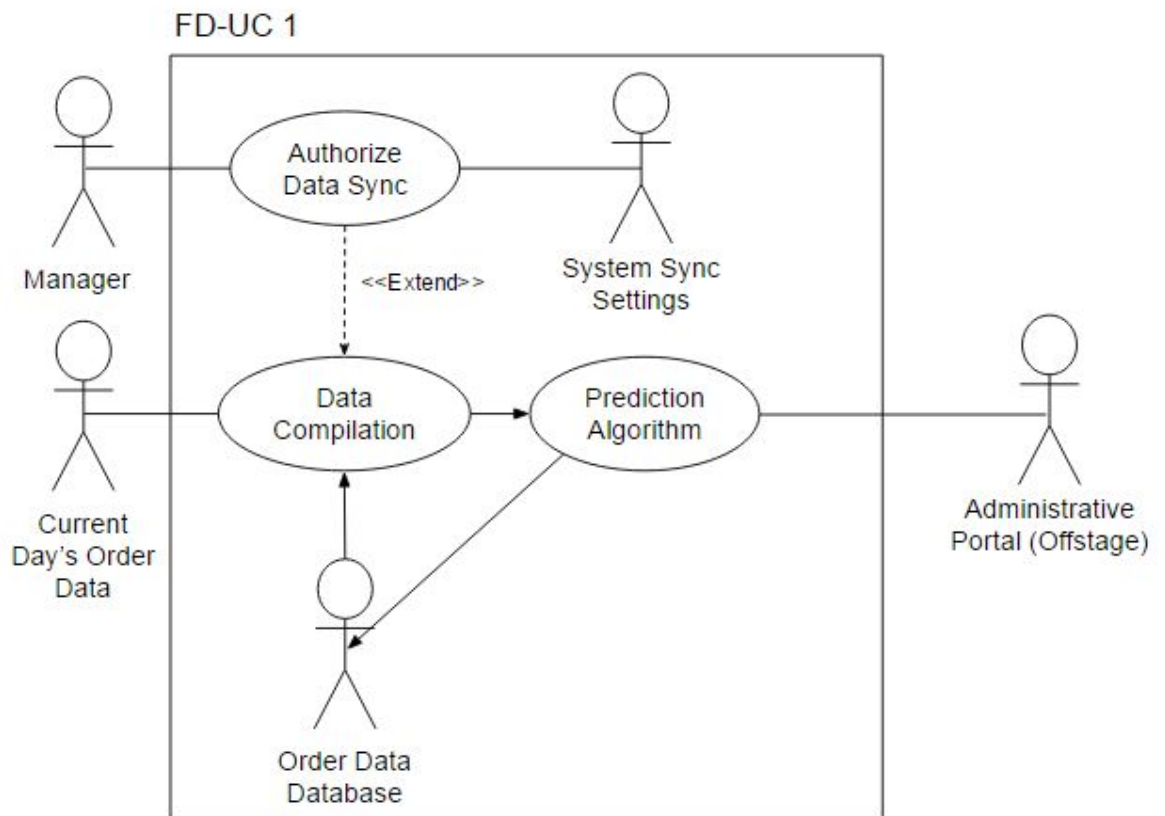 FD-UC 1
Authorize
Data Sync
Manager
<<Extend>>
System Sync
Settings
Data
Compilation
Prediction
Algorithm
Current
Day's Order
Data
Administrative
Portal (Offstage)
Order Data
Database